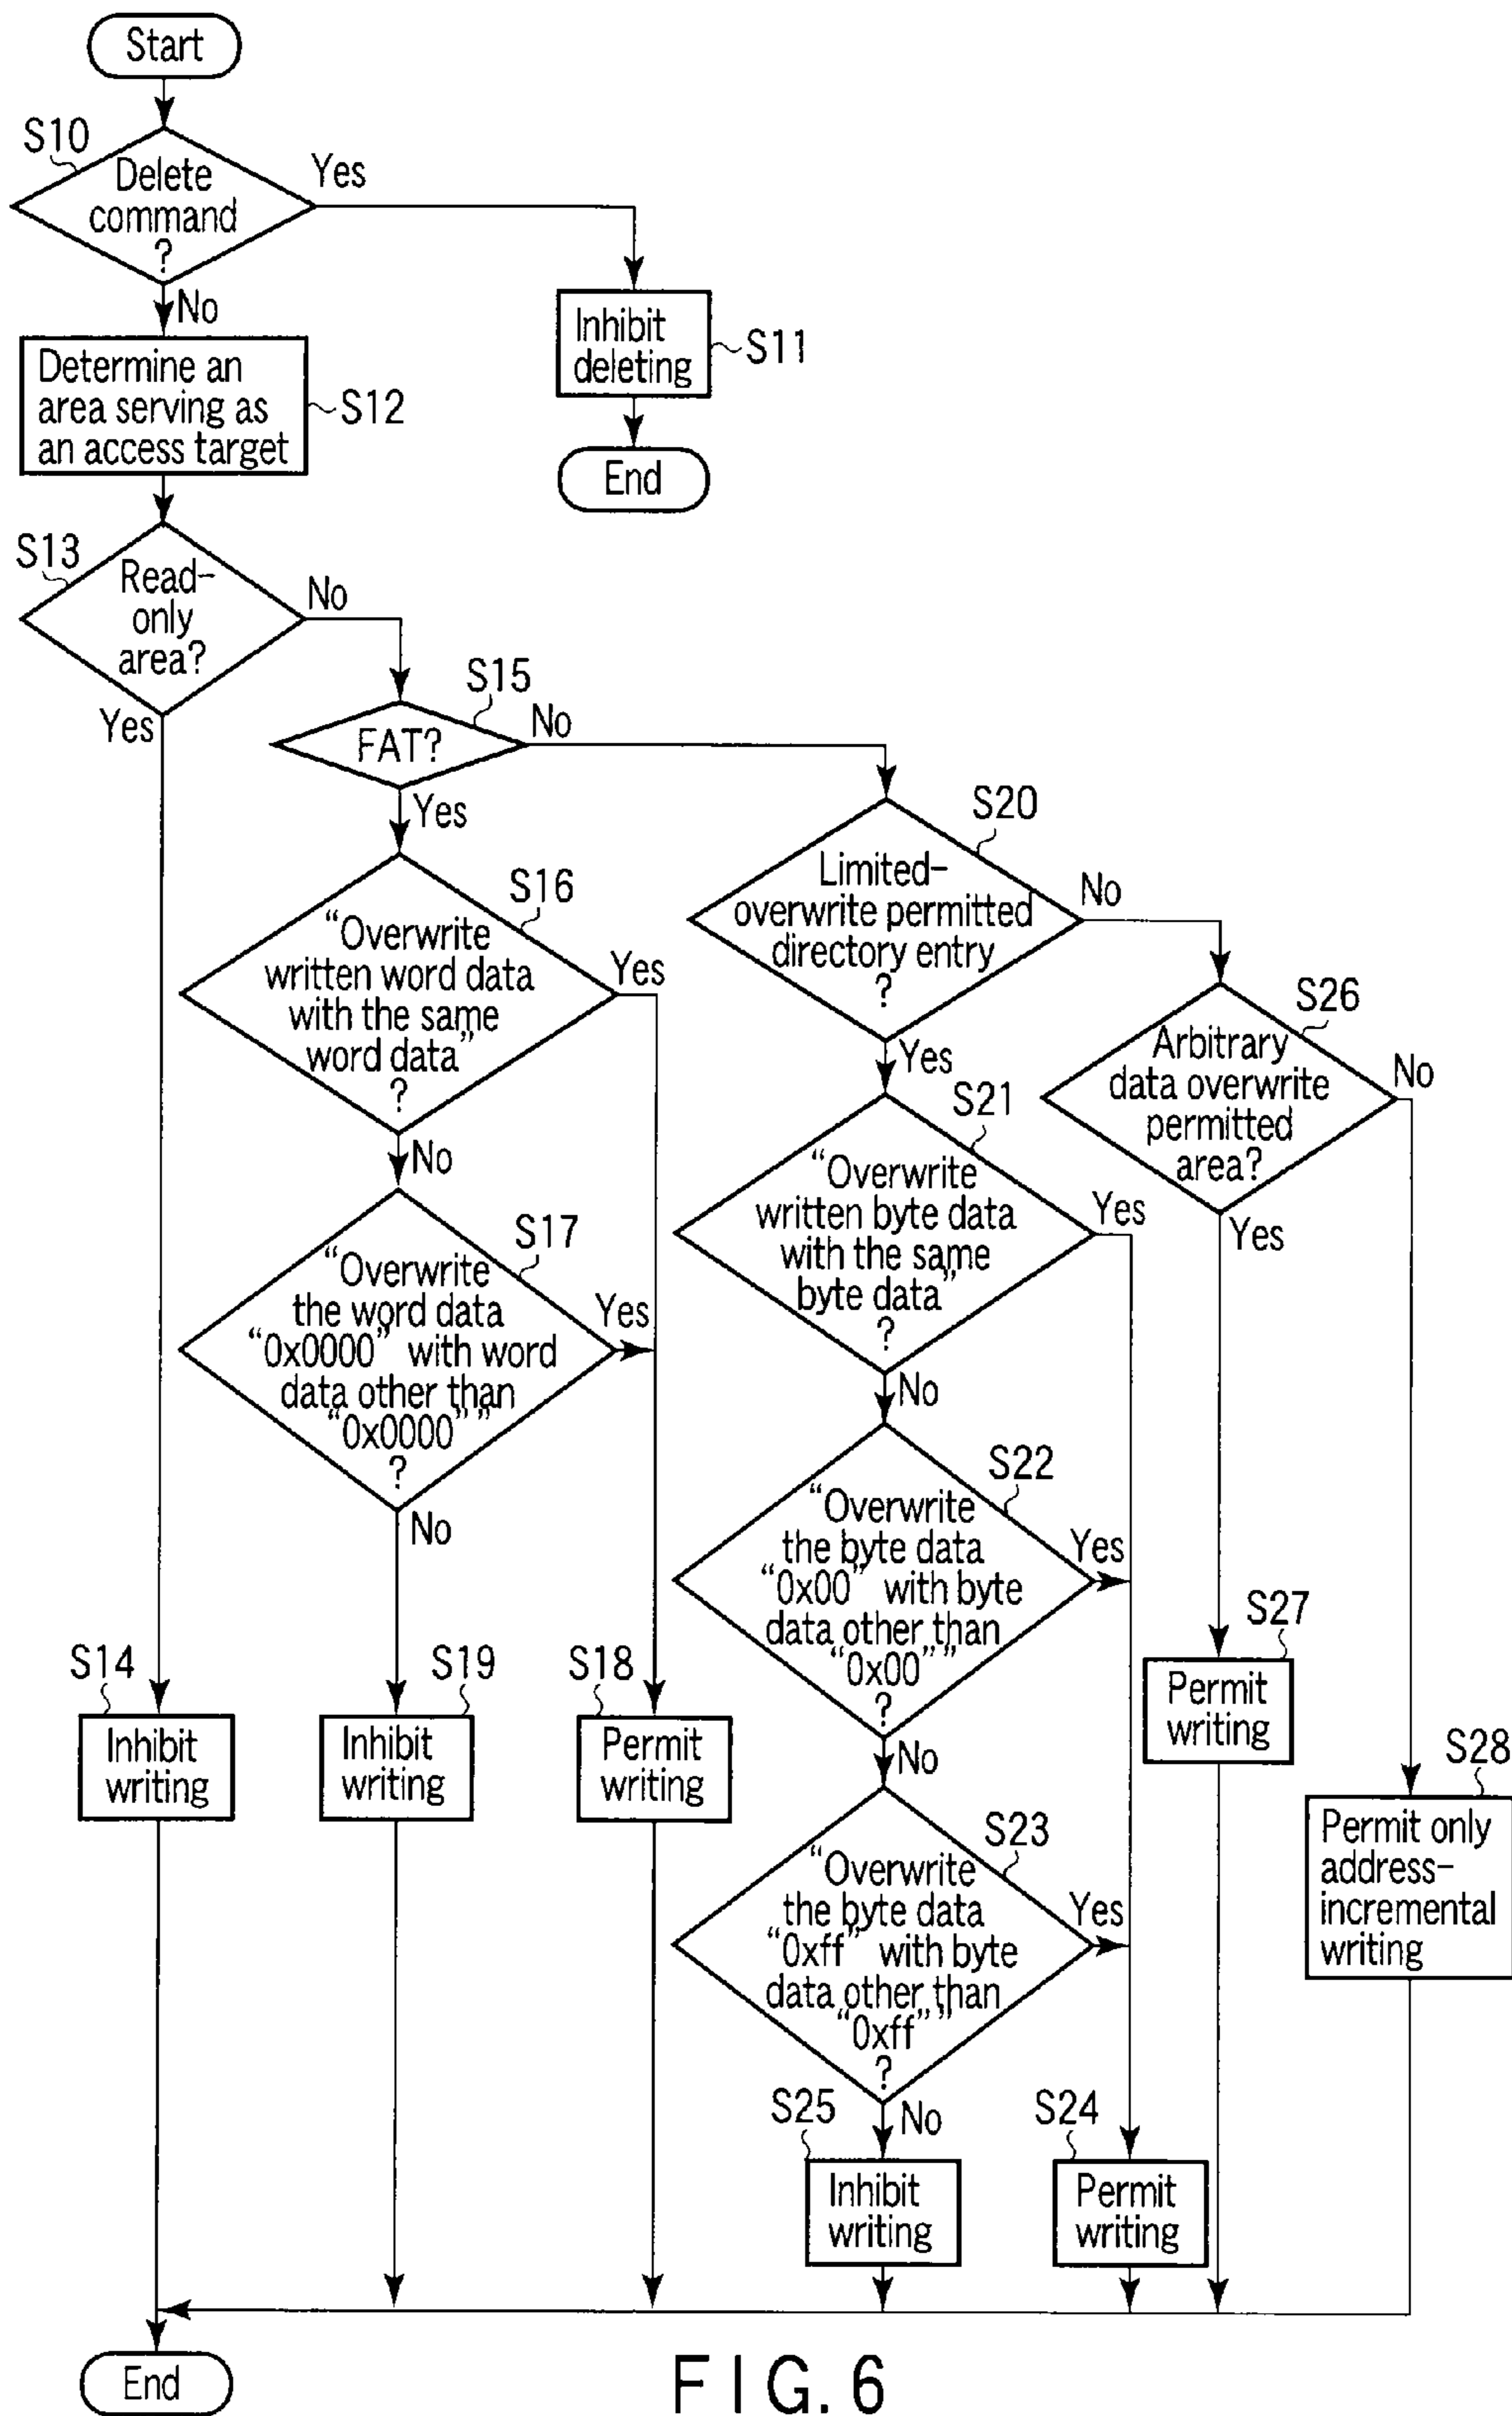 Start
S10
Delete
command
?
Yes
No
Inhibit
deleting
S11
End
Determine an
area serving as
an access target
S12
S13
Read-
only
area?
No
Yes
S15
FAT?
No
Yes
S16
“Overwrite
written word data
with the same
word data”
?
Yes
No
S17
“Overwrite
the word data
“0x0000” with word
data other than
“0x0000” ”
?
Yes
No
S20
Limited-
overwrite permitted
directory entry
?
No
Yes
S21
“Overwrite
written byte data
with the same
byte data”
?
Yes
No
S22
“Overwrite
the byte data
“0x00” with byte
data other than
“0x00” ”
?
Yes
No
S23
“Overwrite
the byte data
“0xff” with byte
data other than
“0xff” ”
?
Yes
No
S26
Arbitrary
data overwrite
permitted
area?
No
Yes
S14
Inhibit
writing
S19
Inhibit
writing
S18
Permit
writing
S27
Permit
writing
S28
Permit only
address-
incremental
writing
S25
Inhibit
writing
S24
Permit
writing
End
FIG. 6